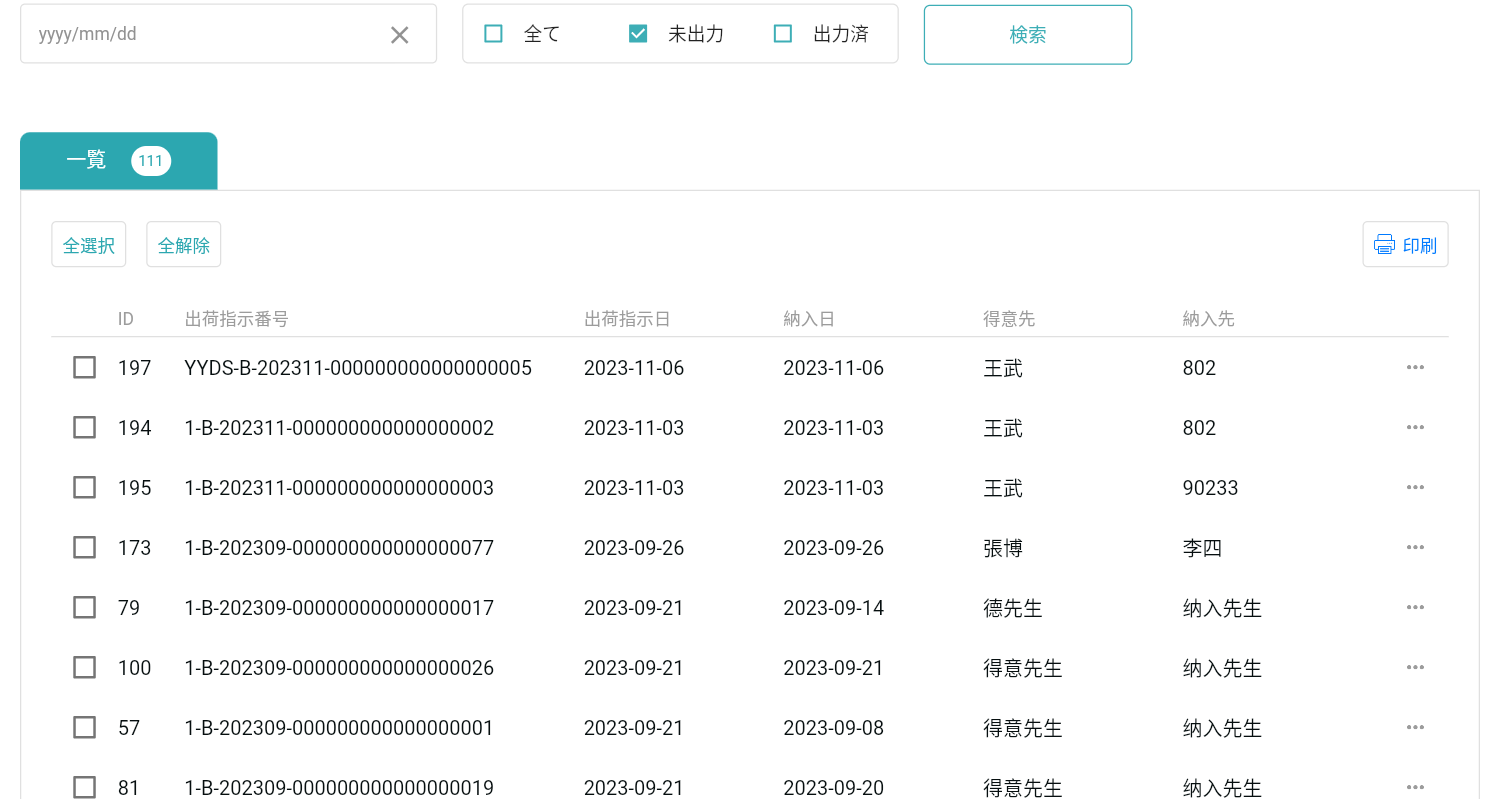 yyyy/mm/dd 全て 未出力 出力済 検索
一覧 111
全選択 全解除 印刷
ID 出荷指示番号 出荷指示日 納入日 得意先 納入先
197 YYDS-B-202311-000000000000000005 2023-11-06 2023-11-06 王武 802
194 1-B-202311-000000000000000002 2023-11-03 2023-11-03 王武 802
195 1-B-202311-000000000000000003 2023-11-03 2023-11-03 王武 90233
173 1-B-202309-000000000000000077 2023-09-26 2023-09-26 張博 李四
79 1-B-202309-000000000000000017 2023-09-21 2023-09-14 德先生 纳入先生
100 1-B-202309-000000000000000026 2023-09-21 2023-09-21 得意先生 纳入先生
57 1-B-202309-000000000000000001 2023-09-21 2023-09-08 得意先生 纳入先生
81 1-B-202309-000000000000000019 2023-09-21 2023-09-20 得意先生 纳入先生